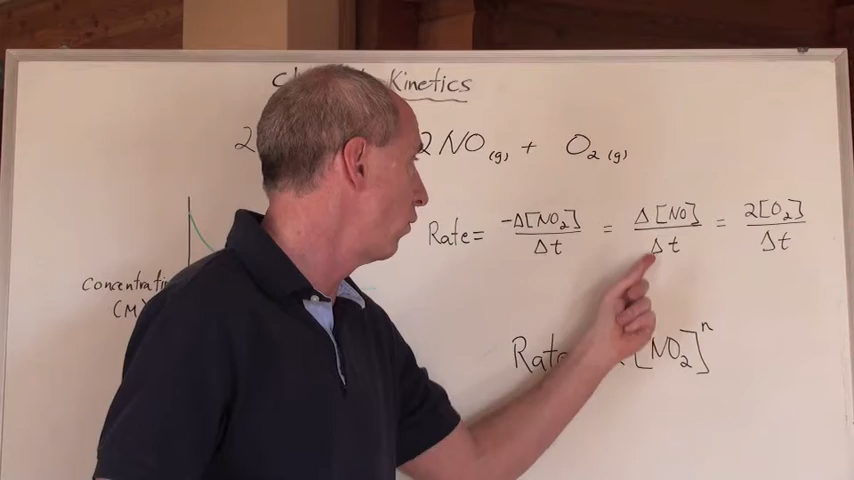 Kinetics
2 2NO (g) + O₂ (g)
Rate = -Δ[NO₂]/Δt = Δ[NO]/Δt = 2[O₂]/Δt
Concentrati
(M)
Rate [NO₂]ⁿ